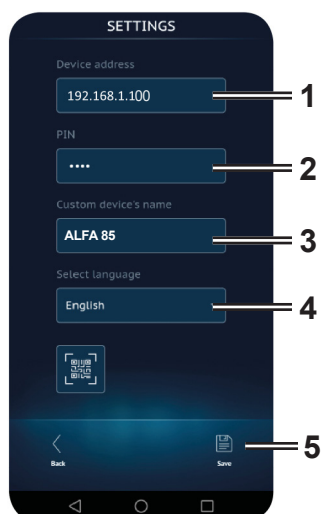 SETTINGS
Device address
192.168.1.100
1
PIN
••••
2
Custom device's name
ALFA 85
3
Select language
English
4
Back
Save
5